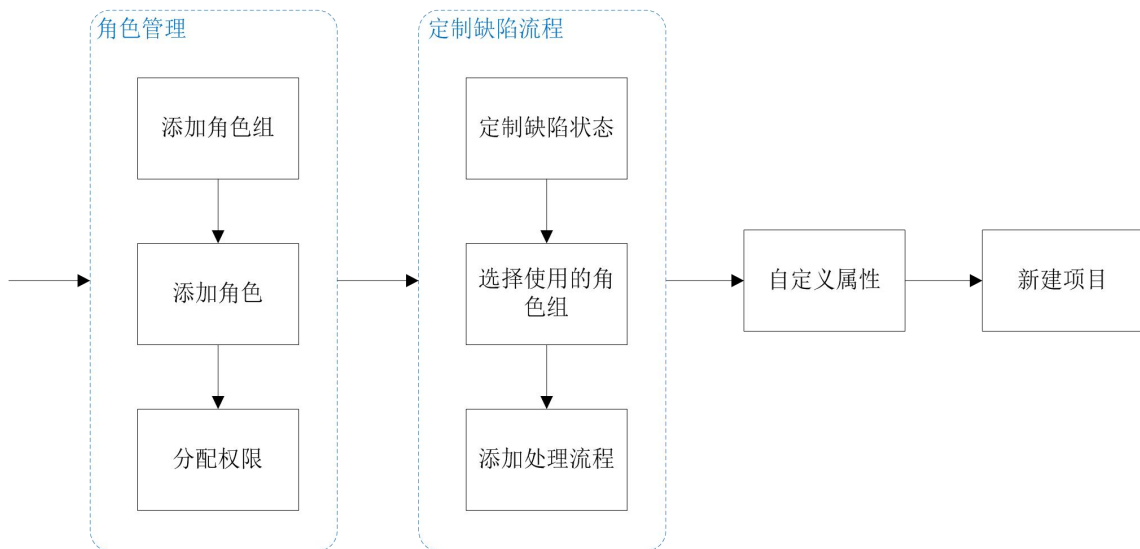 角色管理
添加角色组
添加角色
分配权限
定制缺陷流程
定制缺陷状态
选择使用的角
色组
添加处理流程
自定义属性
新建项目